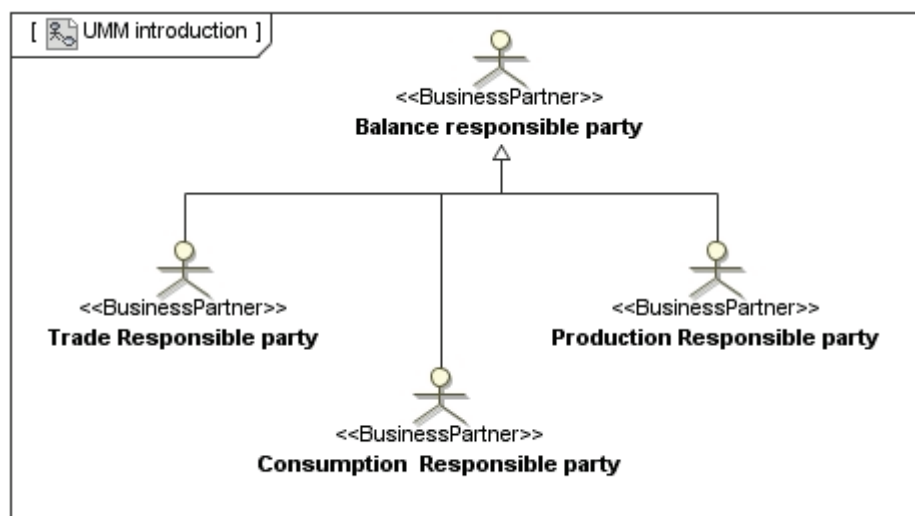 [ UMM introduction ]
<<BusinessPartner>>
Balance responsible party
<<BusinessPartner>>
Trade Responsible party
<<BusinessPartner>>
Production Responsible party
<<BusinessPartner>>
Consumption Responsible party